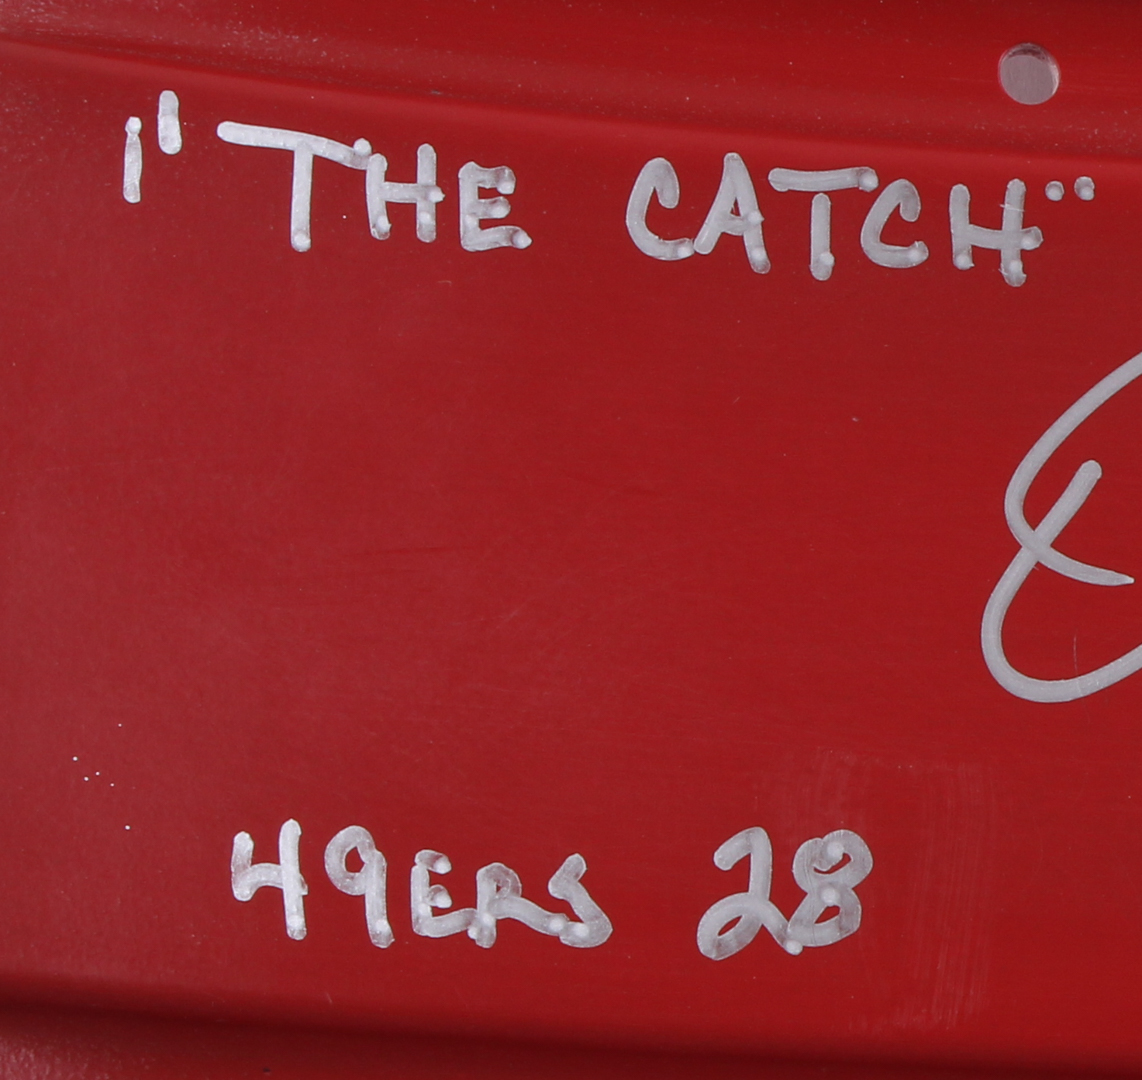 "THE CATCH"
49ERS 28